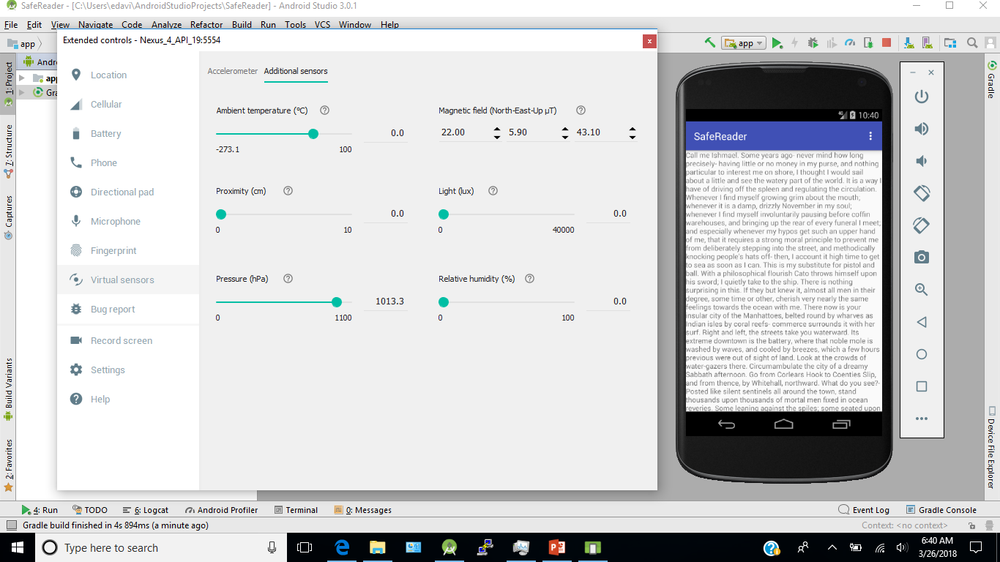 SafeReader - [C:\Users\edavi\AndroidStudioProjects\SafeReader] - Android Studio 3.0.1
File Edit View Navigate Code Analyze Refactor Build Run Tools VCS Window Help
app
app
Extended controls - Nexus_4_API_19:5554
1: Project
7: Structure
Captures
Build Variants
2: Favorites
Andro
app
Gra
Location
Cellular
Battery
Phone
Directional pad
Microphone
Fingerprint
Virtual sensors
Bug report
Record screen
Settings
Help
Accelerometer Additional sensors
Ambient temperature (°C)
0.0
-273.1 100
Magnetic field (North-East-Up µT)
22.00 5.90 43.10
Proximity (cm)
0.0
0 10
Light (lux)
0.0
0 40000
Pressure (hPa)
1013.3
0 1100
Relative humidity (%)
0.0
0 100
4G 10:40
SafeReader
Call me Ishmael. Some years ago- never mind how long
precisely- having little or no money in my purse, and nothing
particular to interest me on shore, I thought I would sail
about a little and see the watery part of the world. It is a way I
have of driving off the spleen and regulating the circulation.
Whenever I find myself growing grim about the mouth;
whenever it is a damp, drizzly November in my soul;
whenever I find myself involuntarily pausing before coffin
warehouses, and bringing up the rear of every funeral I meet;
and especially whenever my hypos get such an upper hand
of me, that it requires a strong moral principle to prevent me
from deliberately stepping into the street, and methodically
knocking people's hats off- then, I account it high time to get
to sea as soon as I can. This is my substitute for pistol and
ball. With a philosophical flourish Cato throws himself upon
his sword; I quietly take to the ship. There is nothing
surprising in this. If they but knew it, almost all men in their
degree, some time or other, cherish very nearly the same
feelings towards the ocean with me. There now is your
insular city of the Manhattoes, belted round by wharves as
Indian isles by coral reefs- commerce surrounds it with her
surf. Right and left, the streets take you waterward. Its
extreme downtown is the battery, where that noble mole is
washed by waves, and cooled by breezes, which a few hours
previous were out of sight of land. Look at the crowds of
water-gazers there. Circumambulate the city of a dreamy
Sabbath afternoon. Go from Corlears Hook to Coenties Slip,
and from thence, by Whitehall, northward. What do you see?-
Posted like silent sentinels all around the town, stand
thousands upon thousands of mortal men fixed in ocean
reveries. Some leaning against the spiles; some seated upon
Gradle
Device File Explorer
4: Run TODO 6: Logcat Android Profiler Terminal 0: Messages Event Log Gradle Console
Gradle build finished in 4s 894ms (a minute ago) Context: <no context>
Type here to search
6:40 AM
3/26/2018